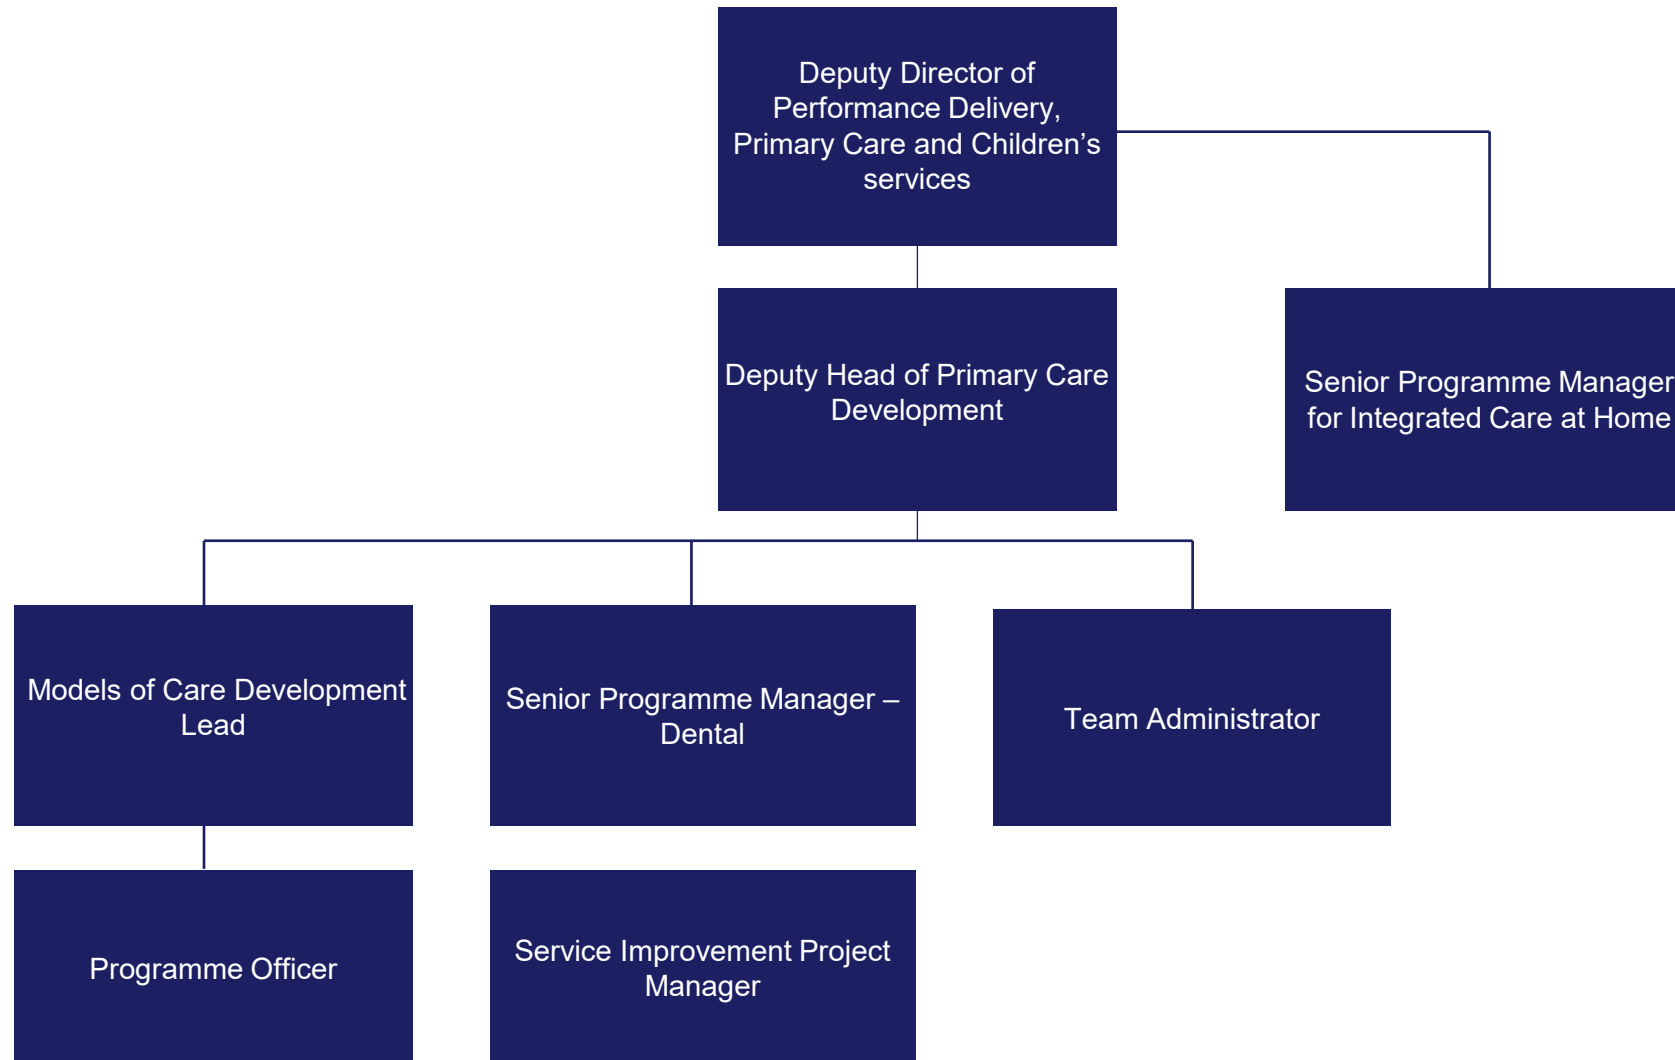 Deputy Director of
Performance Delivery,
Primary Care and Children’s
services
Deputy Head of Primary Care
Development
Senior Programme Manager
for Integrated Care at Home
Models of Care Development
Lead
Senior Programme Manager –
Dental
Team Administrator
Programme Officer
Service Improvement Project
Manager